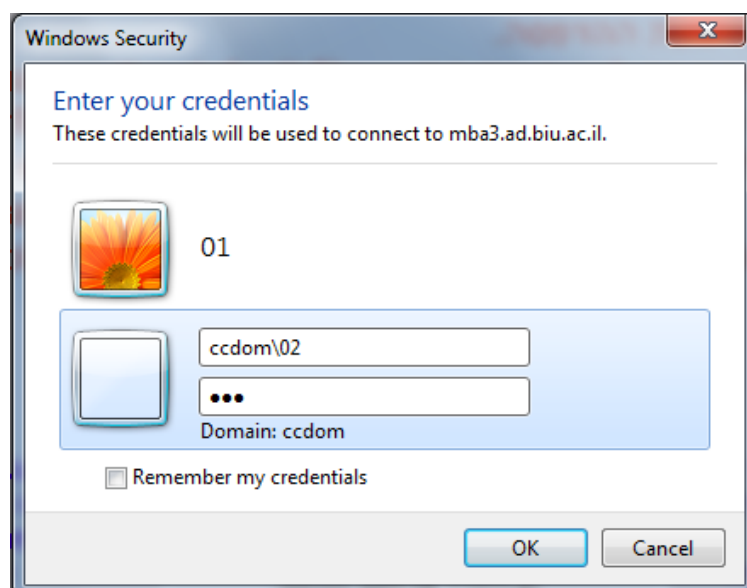 Windows Security
Enter your credentials
These credentials will be used to connect to mba3.ad.biu.ac.il.
01
ccdom\02
●●●
Domain: ccdom
Remember my credentials
OK
Cancel